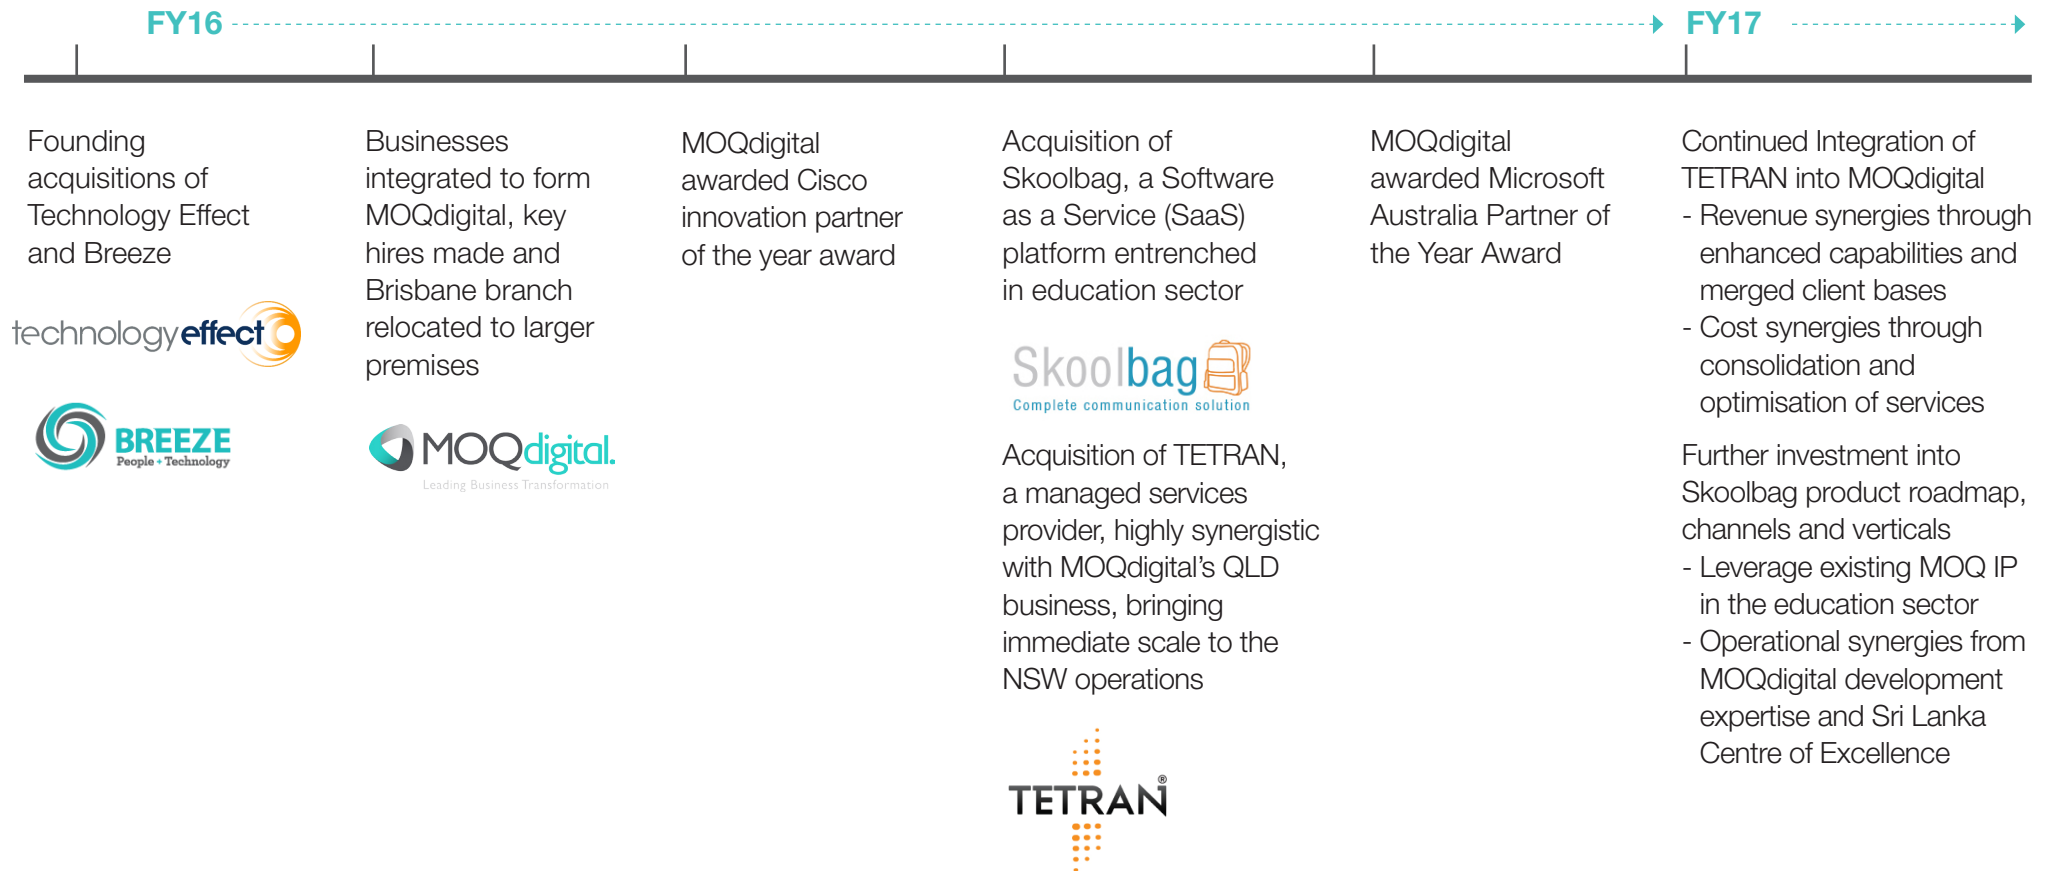 FY16
FY17
Founding
acquisitions of
Technology Effect
and Breeze
technologyeffect
BREEZE
People + Technology
Businesses
integrated to form
MOQdigital, key
hires made and
Brisbane branch
relocated to larger
premises
MOQdigital.
Leading Business Transformation
MOQdigital
awarded Cisco
innovation partner
of the year award
Acquisition of
Skoolbag, a Software
as a Service (SaaS)
platform entrenched
in education sector
Skoolbag
Complete communication solution
Acquisition of TETRAN,
a managed services
provider, highly synergistic
with MOQdigital’s QLD
business, bringing
immediate scale to the
NSW operations
TETRAN®
MOQdigital
awarded Microsoft
Australia Partner of
the Year Award
Continued Integration of
TETRAN into MOQdigital
- Revenue synergies through
enhanced capabilities and
merged client bases
- Cost synergies through
consolidation and
optimisation of services
Further investment into
Skoolbag product roadmap,
channels and verticals
- Leverage existing MOQ IP
in the education sector
- Operational synergies from
MOQdigital development
expertise and Sri Lanka
Centre of Excellence